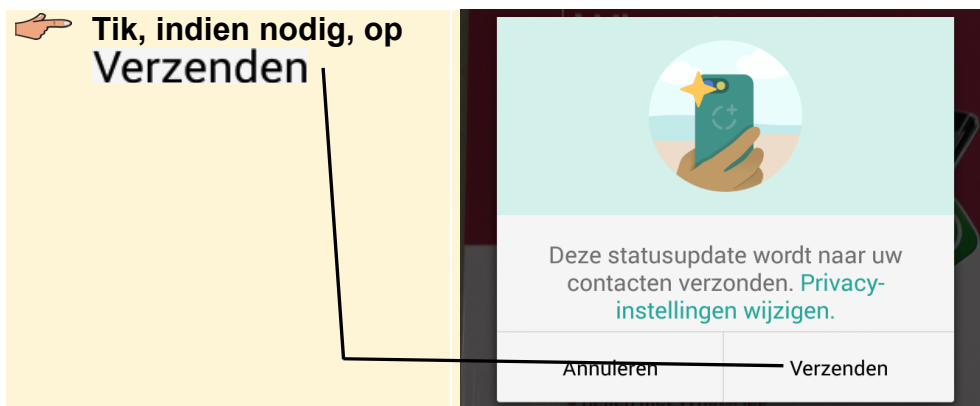 Tik, indien nodig, op
Verzenden
Deze statusupdate wordt naar uw
contacten verzonden. Privacy-
instellingen wijzigen.
Annuleren
Verzenden